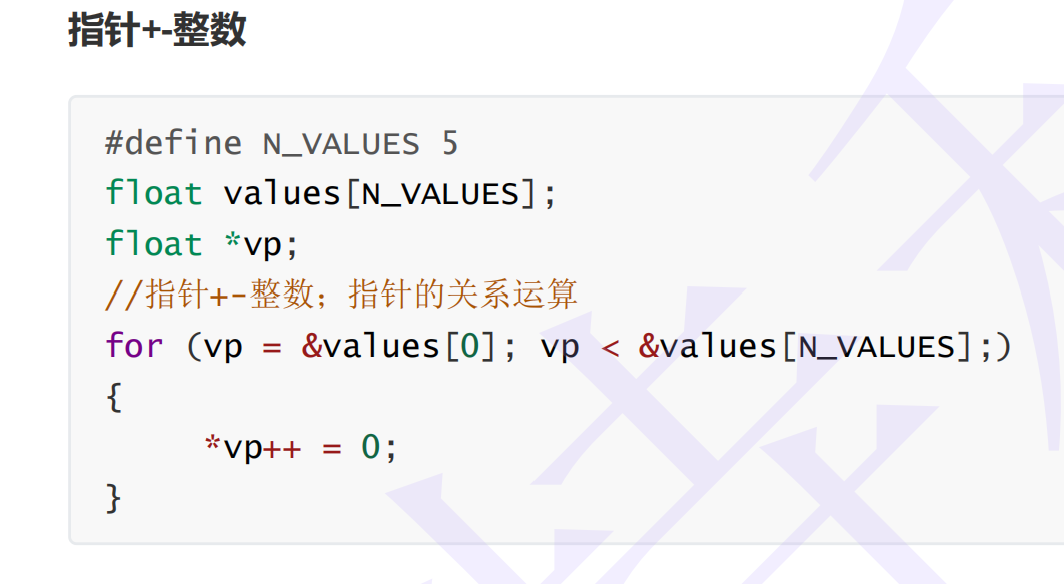 指针+-整数
#define N_VALUES 5
float values[N_VALUES];
float *vp;
//指针+-整数；指针的关系运算
for (vp = &values[0]; vp < &values[N_VALUES];)
{
     *vp++ = 0;
}